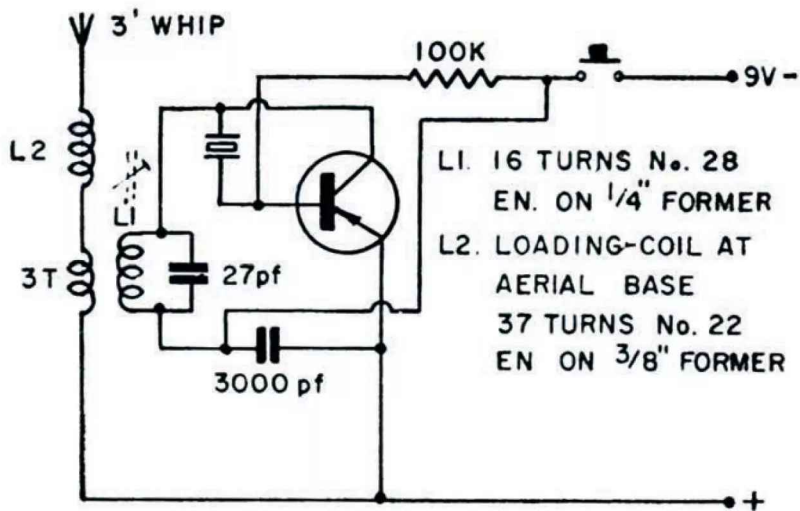 3' WHIP
100K
9V-
L2
L1
L1. 16 TURNS No. 28
EN. ON 1/4" FORMER
L2. LOADING-COIL AT
AERIAL BASE
37 TURNS No. 22
EN ON 3/8" FORMER
3T
27pf
3000 pf
+